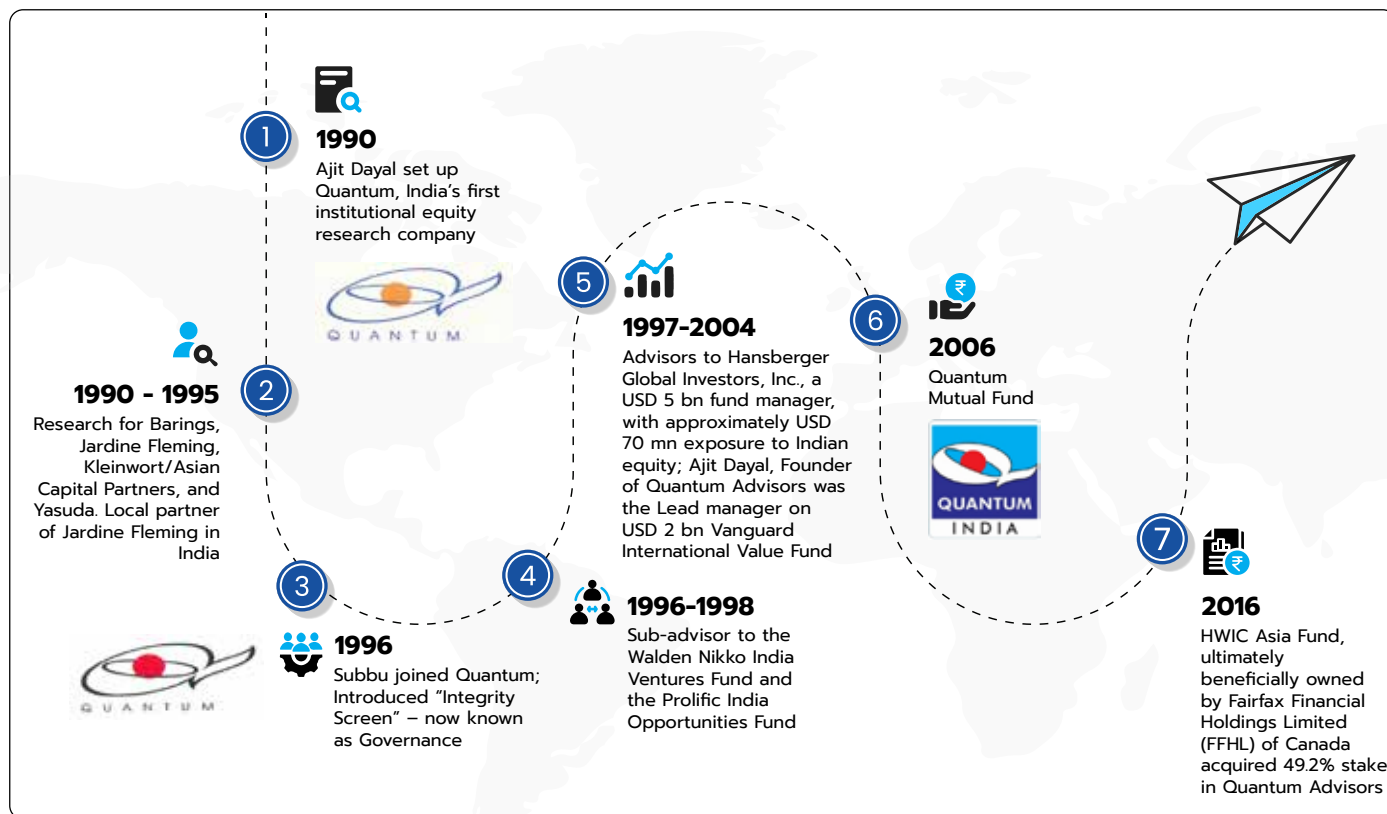 1
1990
Ajit Dayal set up
Quantum, India’s first
institutional equity
research company
QUANTUM
2
1990 - 1995
Research for Barings,
Jardine Fleming,
Kleinwort/Asian
Capital Partners, and
Yasuda. Local partner
of Jardine Fleming in
India
3
1996
Subbu joined Quantum;
Introduced “Integrity
Screen” – now known
as Governance
QUANTUM
4
1996-1998
Sub-advisor to the
Walden Nikko India
Ventures Fund and
the Prolific India
Opportunities Fund
5
1997-2004
Advisors to Hansberger
Global Investors, Inc., a
USD 5 bn fund manager,
with approximately USD
70 mn exposure to Indian
equity; Ajit Dayal, Founder
of Quantum Advisors was
the Lead manager on
USD 2 bn Vanguard
International Value Fund
6
₹
2006
Quantum
Mutual Fund
QUANTUM
INDIA
7
₹
2016
HWIC Asia Fund,
ultimately
beneficially owned
by Fairfax Financial
Holdings Limited
(FFHL) of Canada
acquired 49.2% stake
in Quantum Advisors